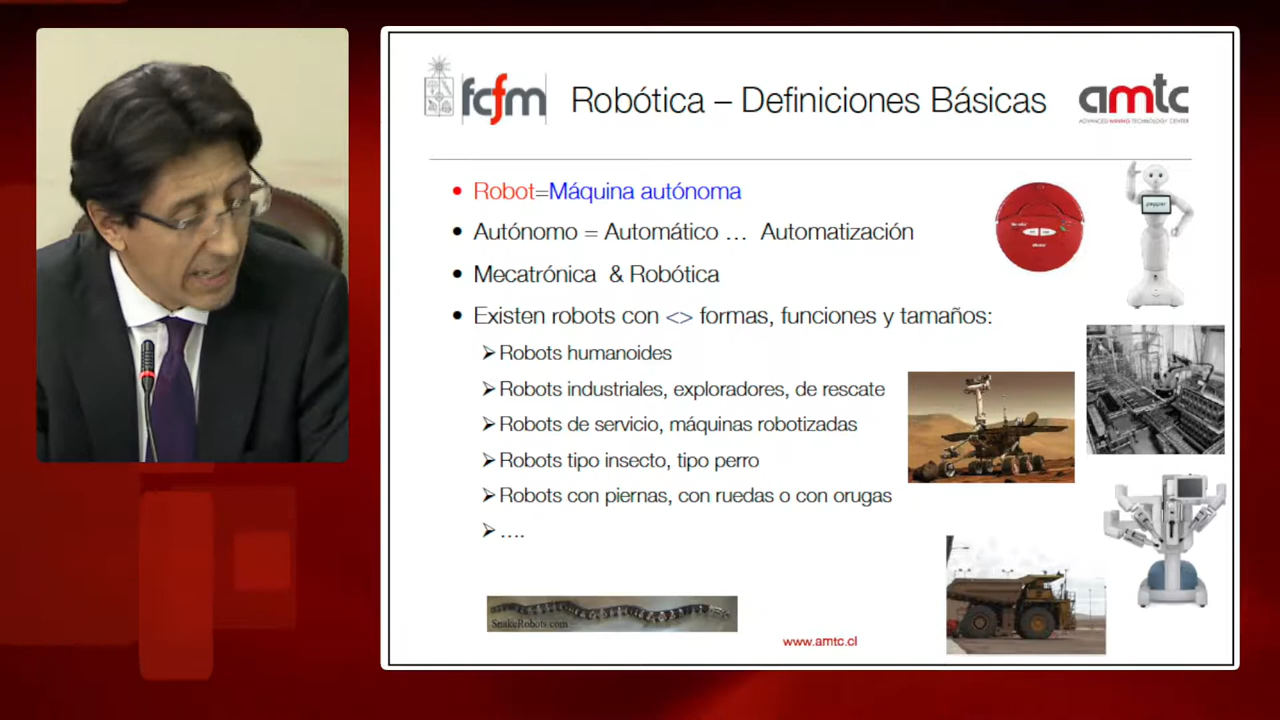 fcfm
Robótica – Definiciones Básicas
amtc
ADVANCED MINING TECHNOLOGY CENTER
• Robot=Máquina autónoma
• Autónomo = Automático … Automatización
• Mecatrónica & Robótica
• Existen robots con <> formas, funciones y tamaños:
➢Robots humanoides
➢Robots industriales, exploradores, de rescate
➢Robots de servicio, máquinas robotizadas
➢Robots tipo insecto, tipo perro
➢Robots con piernas, con ruedas o con orugas
➢….
pepper
SnakeRobots.com
www.amtc.cl